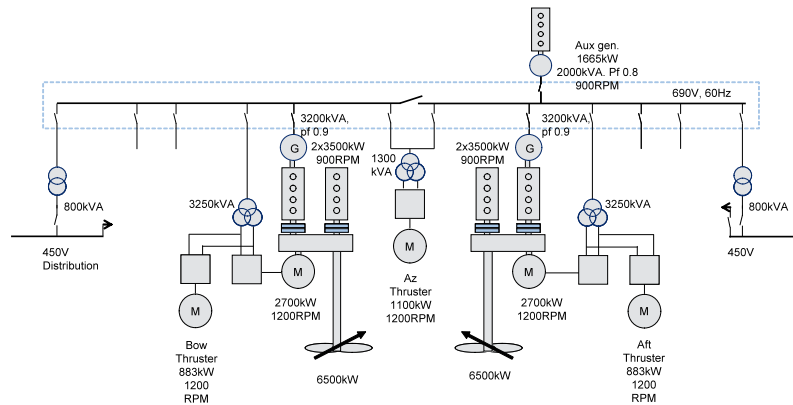 Aux gen.
1665kW
2000kVA. Pf 0.8
900RPM
690V, 60Hz
3200kVA,
pf 0.9
G
2x3500kW
900RPM
1300
kVA
3200kVA,
pf 0.9
2x3500kW
900RPM
G
800kVA
3250kVA
3250kVA
800kVA
450V
Distribution
M
2700kW
1200RPM
M
Az
Thruster
1100kW
1200RPM
M
2700kW
1200RPM
450V
M
Bow
Thruster
883kW
1200
RPM
6500kW
6500kW
M
Aft
Thruster
883kW
1200
RPM